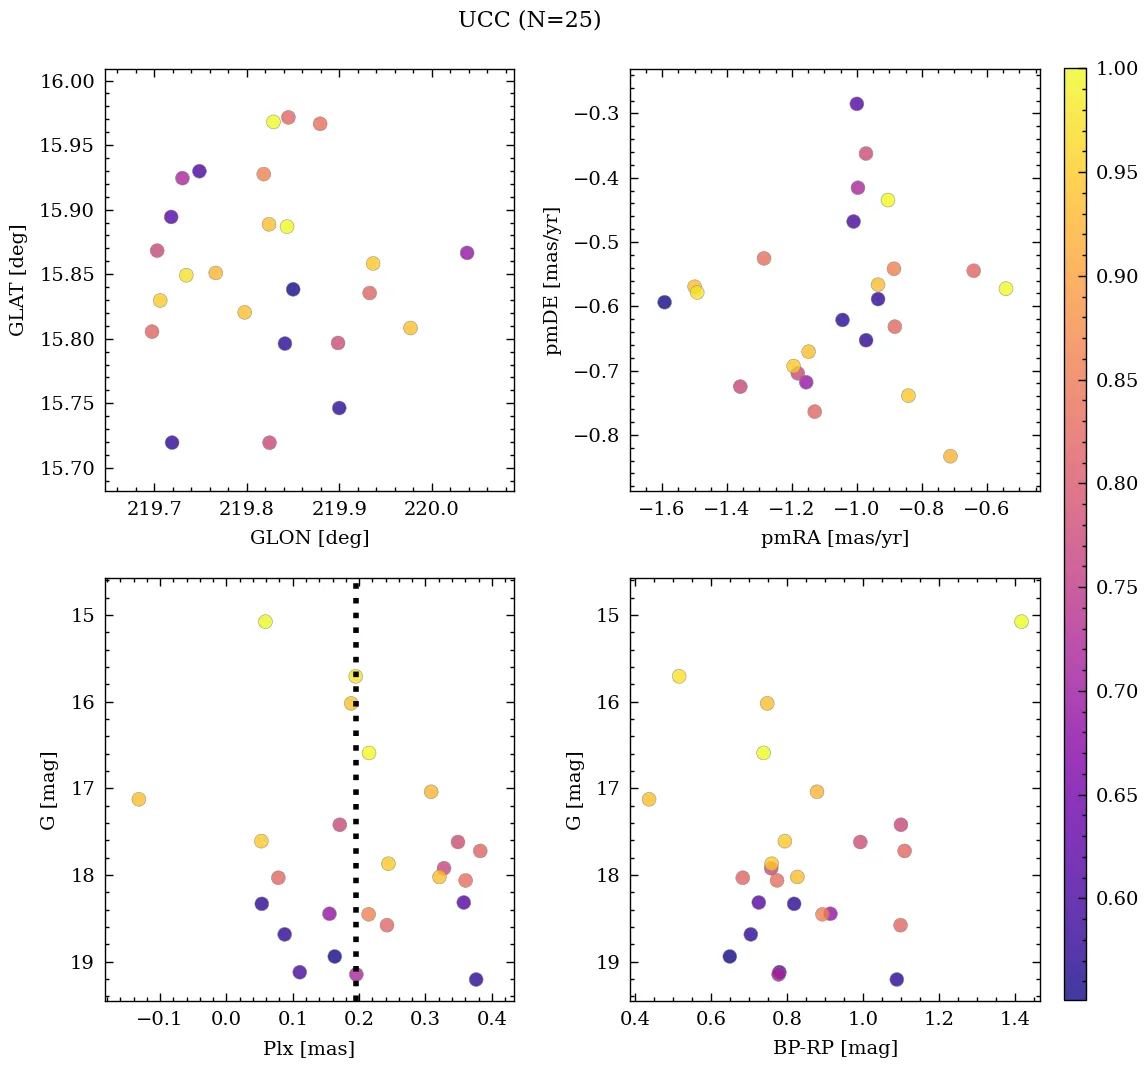 UCC (N=25)
16.00
15.95
15.90
15.85
15.80
15.75
15.70
GLAT [deg]
219.7 219.8 219.9 220.0
GLON [deg]
−0.3
−0.4
−0.5
−0.6
−0.7
−0.8
pmDE [mas/yr]
−1.6 −1.4 −1.2 −1.0 −0.8 −0.6
pmRA [mas/yr]
15
16
17
18
19
G [mag]
−0.1 0.0 0.1 0.2 0.3 0.4
Plx [mas]
15
16
17
18
19
G [mag]
0.4 0.6 0.8 1.0 1.2 1.4
BP-RP [mag]
1.00
0.95
0.90
0.85
0.80
0.75
0.70
0.65
0.60